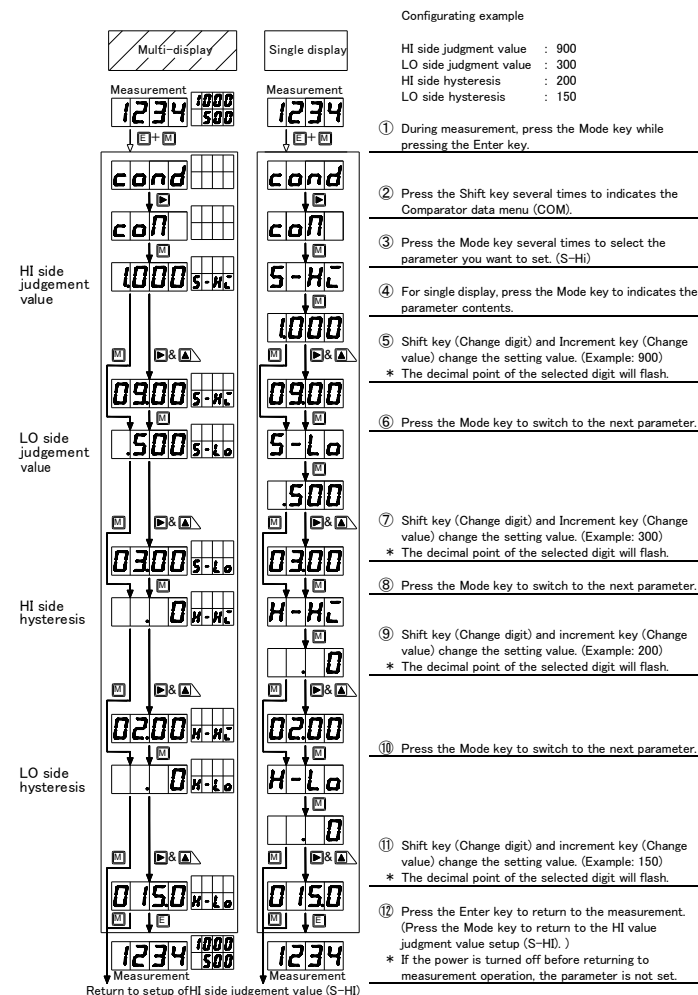 Configurating example
HI side judgment value : 900
LO side judgment value : 300
HI side hysteresis : 200
LO side hysteresis : 150
Multi-display
Single display
Measurement
1234 1000
500
E + M
cond
coM
M
1.000 S-Hi
M & ▲
09.00 S-Hi
M
.500 S-Lo
M & ▲
03.00 S-Lo
M
. 0 H-Hi
M & ▲
02.00 H-Hi
M
. 0 H-Lo
M & ▲
015.0 H-Lo
M E
1234 1000
500
Measurement
Measurement
1234
E + M
cond
coM
M
S-Hi
M
1.000
M & ▲
09.00
M
S-Lo
M
.500
M & ▲
03.00
M
H-Hi
M
. 0
M & ▲
02.00
M
H-Lo
M
. 0
M & ▲
015.0
M E
1234
Measurement
Return to setup ofHI side judgement value (S-HI)
HI side
judgement
value
LO side
judgement
value
HI side
hysteresis
LO side
hysteresis
① During measurement, press the Mode key while
pressing the Enter key.
② Press the Shift key several times to indicates the
Comparator data menu (COM).
③ Press the Mode key several times to select the
parameter you want to set. (S-Hi)
④ For single display, press the Mode key to indicates the
parameter contents.
⑤ Shift key (Change digit) and Increment key (Change
value) change the setting value. (Example: 900)
* The decimal point of the selected digit will flash.
⑥ Press the Mode key to switch to the next parameter.
⑦ Shift key (Change digit) and Increment key (Change
value) change the setting value. (Example: 300)
* The decimal point of the selected digit will flash.
⑧ Press the Mode key to switch to the next parameter.
⑨ Shift key (Change digit) and increment key (Change
value) change the setting value. (Example: 200)
* The decimal point of the selected digit will flash.
⑩ Press the Mode key to switch to the next parameter.
⑪ Shift key (Change digit) and increment key (Change
value) change the setting value. (Example: 150)
* The decimal point of the selected digit will flash.
⑫ Press the Enter key to return to the measurement.
(Press the Mode key to return to the HI value
judgment value setup (S-HI). )
* If the power is turned off before returning to
measurement operation, the parameter is not set.